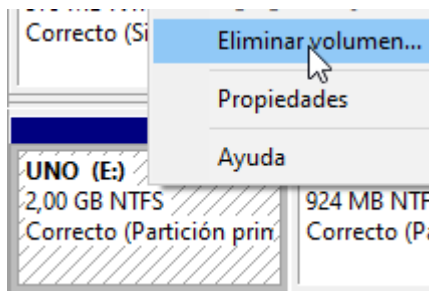 Correcto (Si
Eliminar volumen...
Propiedades
Ayuda
UNO (E:)
2,00 GB NTFS
Correcto (Partición prin
924 MB NTF
Correcto (Pa